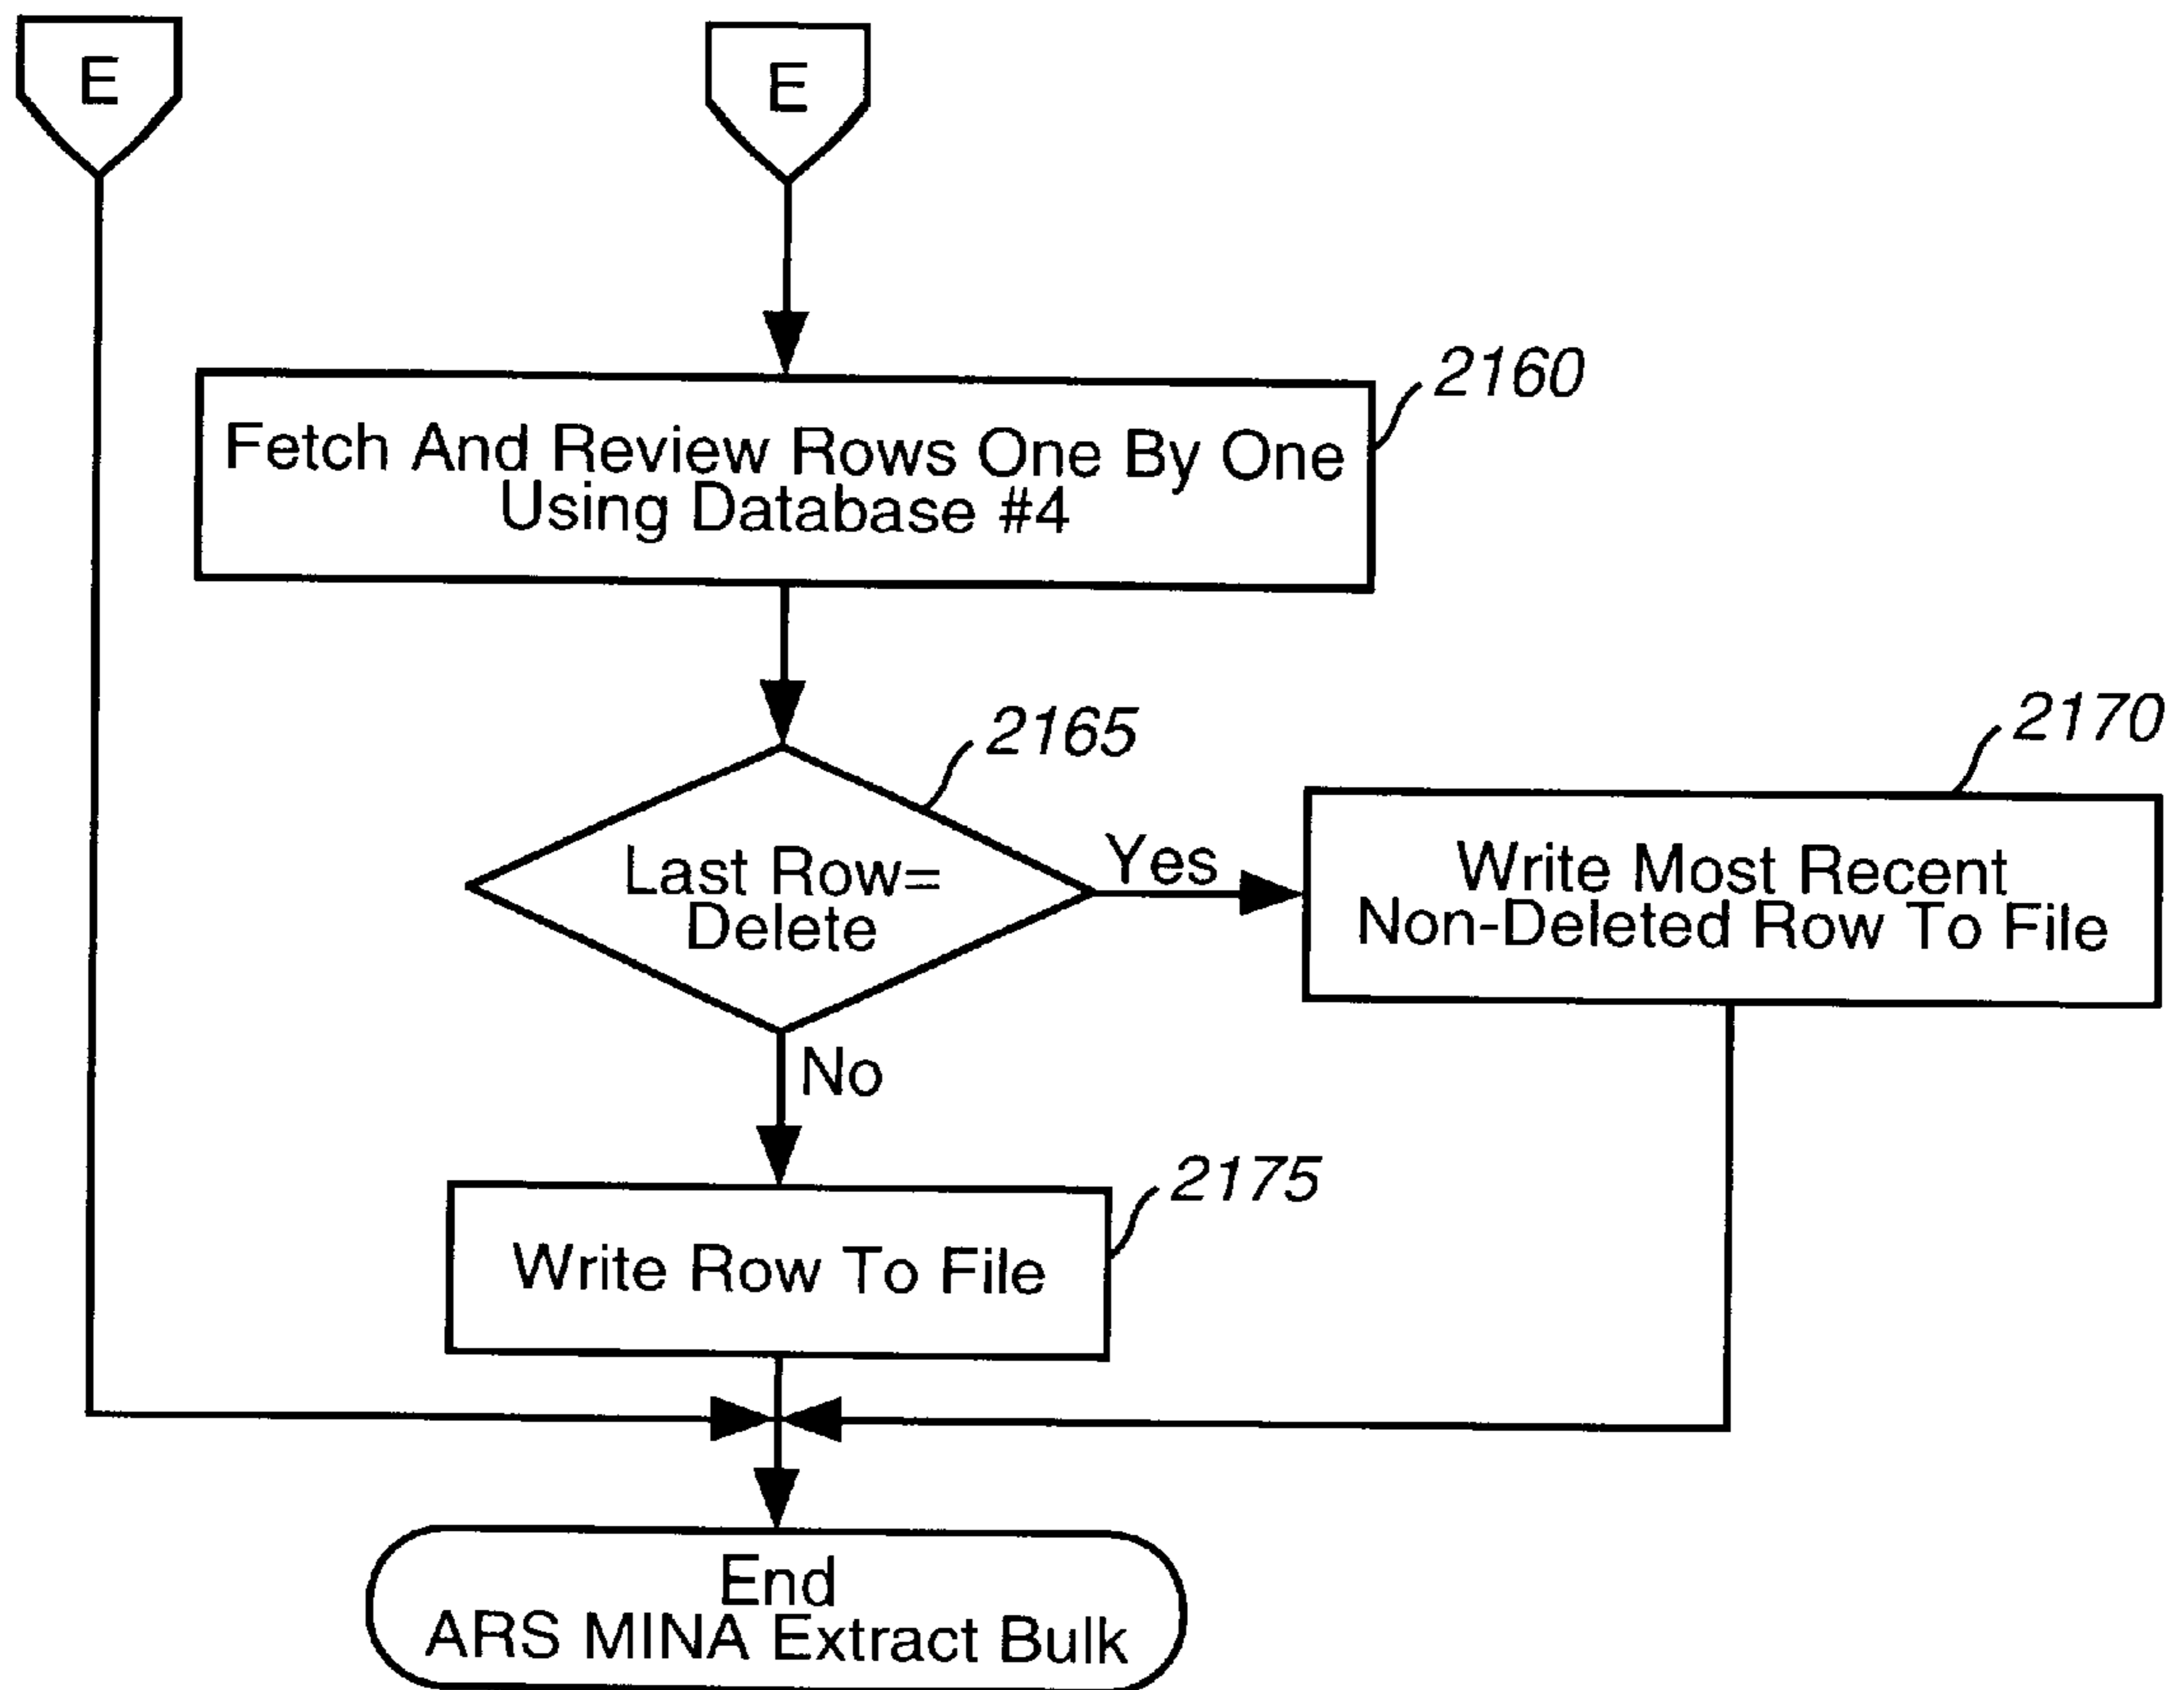 E
E
2160
Fetch And Review Rows One By One
Using Database #4
2165
2170
Last Row=
Delete
Yes
Write Most Recent
Non-Deleted Row To File
No
2175
Write Row To File
End
ARS MINA Extract Bulk